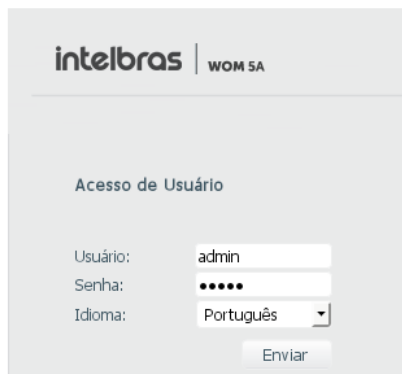 intelbras | WOM 5A
Acesso de Usuário
Usuário: admin
Senha: •••••
Idioma: Português
Enviar